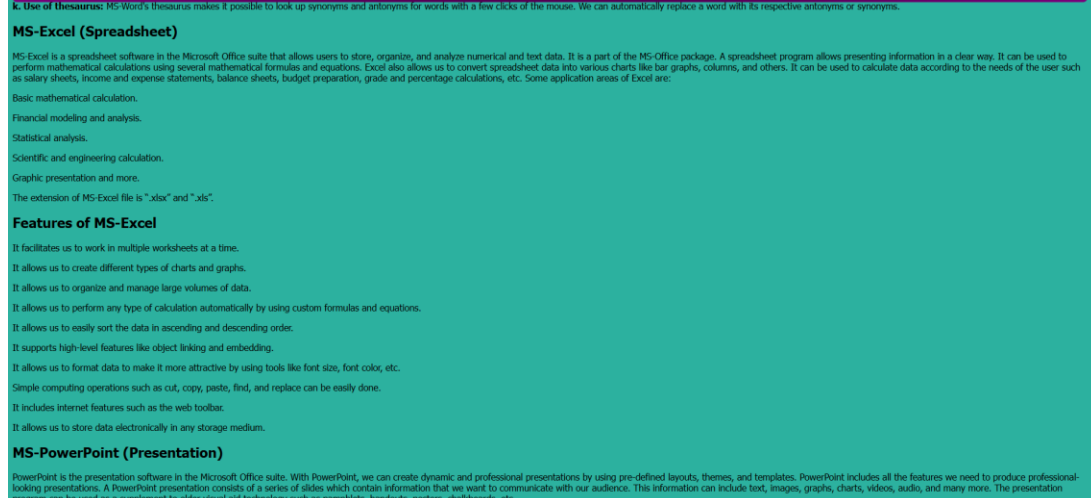 k. Use of thesaurus: MS-Word's thesaurus makes it possible to look up synonyms and antonyms for words with a few clicks of the mouse. We can automatically replace a word with its respective antonyms or synonyms.
MS-Excel (Spreadsheet)
MS-Excel is a spreadsheet software in the Microsoft Office suite that allows users to store, organize, and analyze numerical and text data. It is a part of the MS-Office package. A spreadsheet program allows presenting information in a clear way. It can be used to
perform mathematical calculations using several mathematical formulas and equations. Excel also allows us to convert spreadsheet data into various charts like bar graphs, columns, and others. It can be used to calculate data according to the needs of the user such
as salary sheets, income and expense statements, balance sheets, budget preparation, grade and percentage calculations, etc. Some application areas of Excel are:
Basic mathematical calculation.
Financial modeling and analysis.
Statistical analysis.
Scientific and engineering calculation.
Graphic presentation and more.
The extension of MS-Excel file is ".xlsx" and ".xls".
Features of MS-Excel
It facilitates us to work in multiple worksheets at a time.
It allows us to create different types of charts and graphs.
It allows us to organize and manage large volumes of data.
It allows us to perform any type of calculation automatically by using custom formulas and equations.
It allows us to easily sort the data in ascending and descending order.
It supports high-level features like object linking and embedding.
It allows us to format data to make it more attractive by using tools like font size, font color, etc.
Simple computing operations such as cut, copy, paste, find, and replace can be easily done.
It includes internet features such as the web toolbar.
It allows us to store data electronically in any storage medium.
MS-PowerPoint (Presentation)
PowerPoint is the presentation software in the Microsoft Office suite. With PowerPoint, we can create dynamic and professional presentations by using pre-defined layouts, themes, and templates. PowerPoint includes all the features we need to produce professional-
looking presentations. A PowerPoint presentation consists of a series of slides which contain information that we want to communicate with our audience. This information can include text, images, graphs, charts, videos, audio, and many more. The presentation